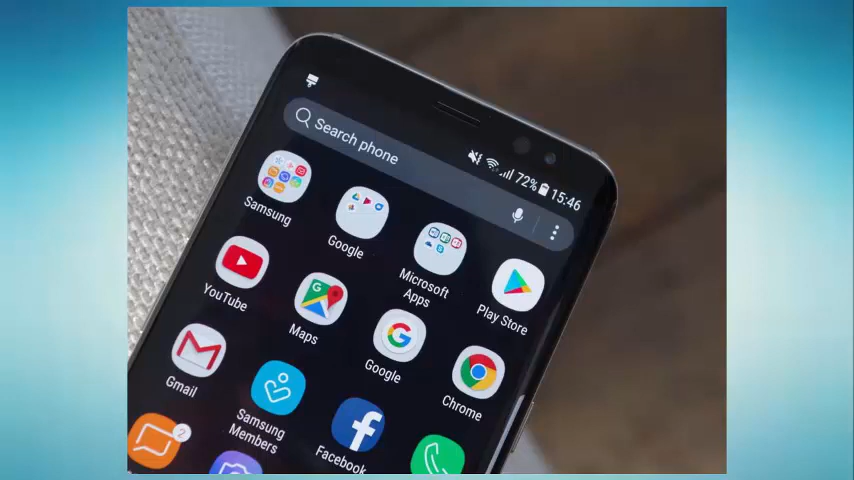 72% 15:46
Search phone
Samsung
Google
Microsoft
Apps
Play Store
YouTube
Maps
Google
Chrome
Gmail
Samsung
Members
Facebook
2